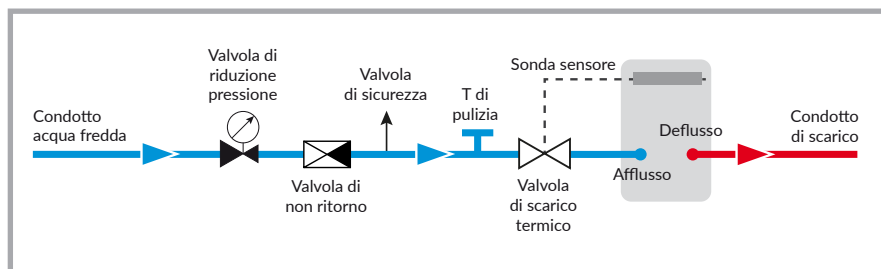 Condotto
acqua fredda
Valvola di
riduzione
pressione
Valvola di
non ritorno
Valvola
di sicurezza
T di
pulizia
Sonda sensore
Valvola
di scarico
termico
Afflusso
Deflusso
Condotto
di scarico